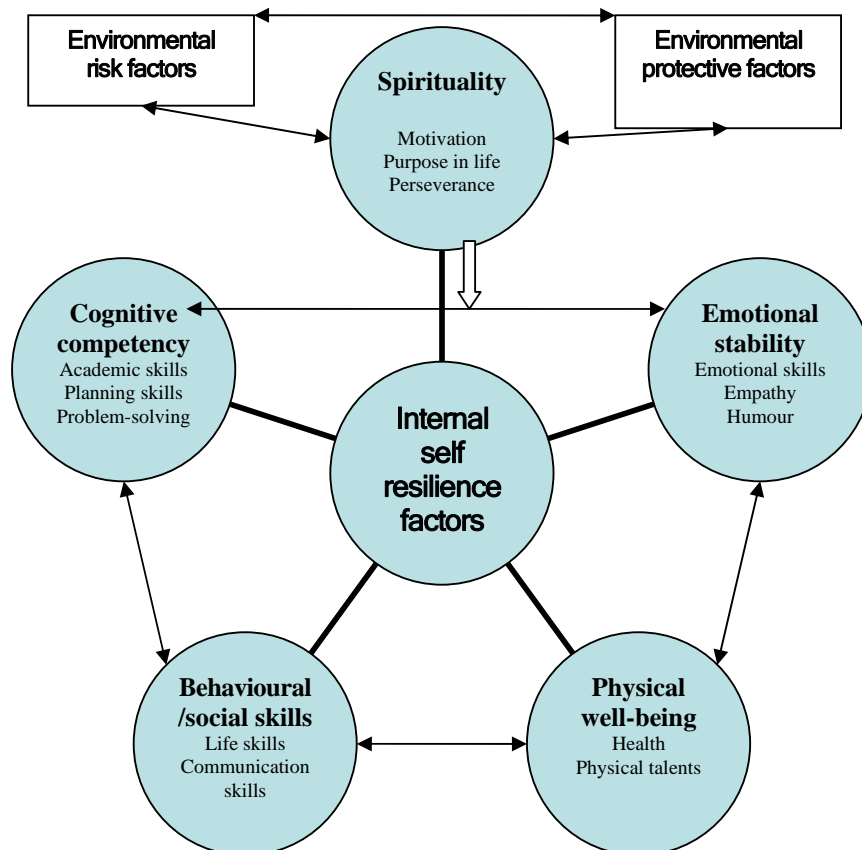 Environmental
risk factors
Environmental
protective factors
Spirituality
Motivation
Purpose in life
Perseverance
Cognitive
competency
Academic skills
Planning skills
Problem-solving
Emotional
stability
Emotional skills
Empathy
Humour
Internal
self
resilience
factors
Behavioural
/social skills
Life skills
Communication
skills
Physical
well-being
Health
Physical talents